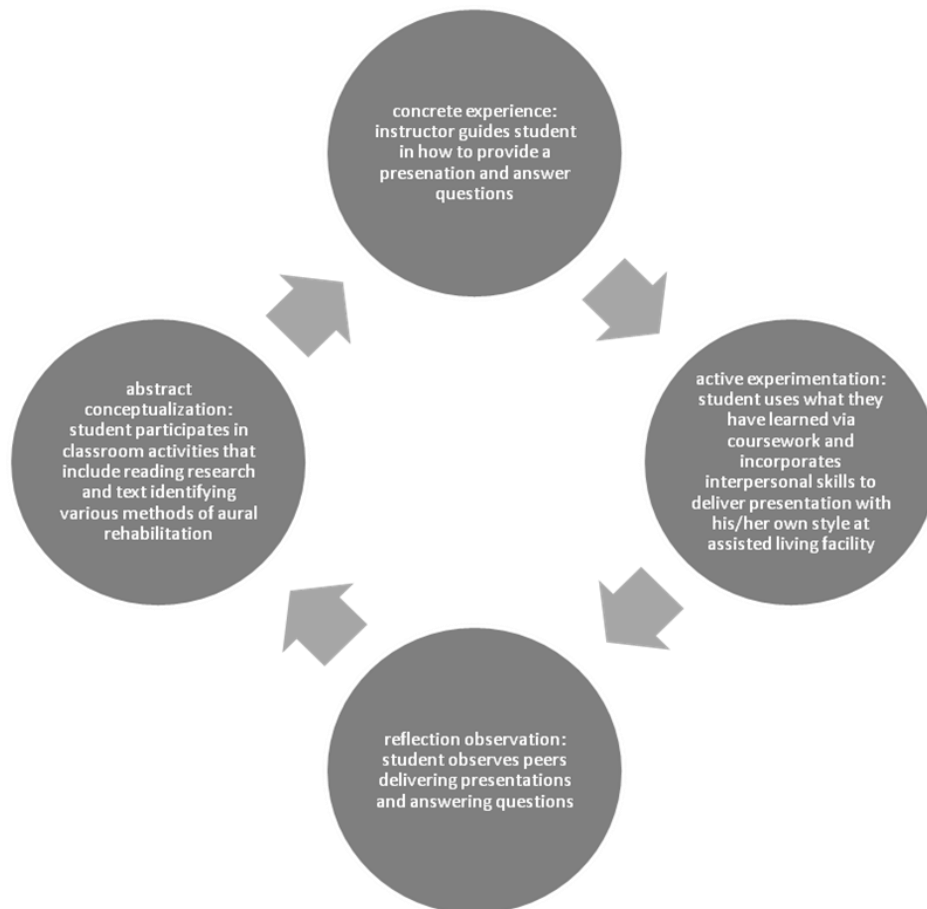 concrete experience:
instructor guides student
in how to provide a
presenation and answer
questions
active experimentation:
student uses what they
have learned via
coursework and
incorporates
interpersonal skills to
deliver presentation with
his/her own style at
assisted living facility
reflection observation:
student observes peers
delivering presentations
and answering questions
abstract
conceptualization:
student participates in
classroom activities that
include reading research
and text identifying
various methods of aural
rehabilitation